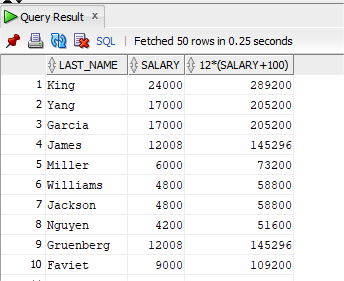 Query Result x
SQL | Fetched 50 rows in 0.25 seconds
LAST_NAME SALARY 12*(SALARY+100)
1 King 24000 289200
2 Yang 17000 205200
3 Garcia 17000 205200
4 James 12008 145296
5 Miller 6000 73200
6 Williams 4800 58800
7 Jackson 4800 58800
8 Nguyen 4200 51600
9 Gruenberg 12008 145296
10 Faviet 9000 109200